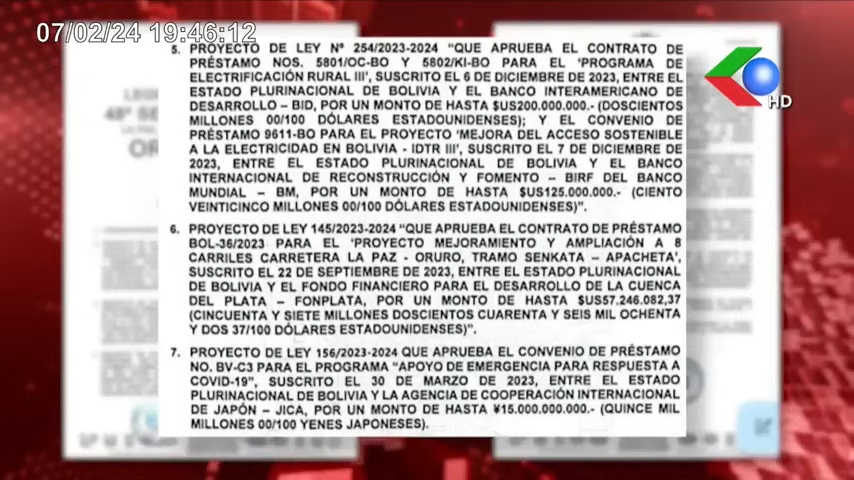 07/02/24 19:46:12
5. PROYECTO DE LEY Nº 254/2023-2024 “QUE APRUEBA EL CONTRATO DE
PRÉSTAMO NOS. 5801/OC-BO Y 5802/KI-BO PARA EL ‘PROGRAMA DE
ELECTRIFICACIÓN RURAL III’, SUSCRITO EL 6 DE DICIEMBRE DE 2023, ENTRE EL
ESTADO PLURINACIONAL DE BOLIVIA Y EL BANCO INTERAMERICANO DE
DESARROLLO – BID, POR UN MONTO DE HASTA $US200.000.000.- (DOSCIENTOS
MILLONES 00/100 DÓLARES ESTADOUNIDENSES); Y EL CONVENIO DE
PRÉSTAMO 9611-BO PARA EL PROYECTO ‘MEJORA DEL ACCESO SOSTENIBLE
A LA ELECTRICIDAD EN BOLIVIA - IDTR III’, SUSCRITO EL 7 DE DICIEMBRE DE
2023, ENTRE EL ESTADO PLURINACIONAL DE BOLIVIA Y EL BANCO
INTERNACIONAL DE RECONSTRUCCIÓN Y FOMENTO – BIRF DEL BANCO
MUNDIAL – BM, POR UN MONTO DE HASTA $US125.000.000.- (CIENTO
VEINTICINCO MILLONES 00/100 DÓLARES ESTADOUNIDENSES)”.
6. PROYECTO DE LEY 145/2023-2024 “QUE APRUEBA EL CONTRATO DE PRÉSTAMO
BOL-36/2023 PARA EL ‘PROYECTO MEJORAMIENTO Y AMPLIACIÓN A 8
CARRILES CARRETERA LA PAZ - ORURO, TRAMO SENKATA – APACHETA’,
SUSCRITO EL 22 DE SEPTIEMBRE DE 2023, ENTRE EL ESTADO PLURINACIONAL
DE BOLIVIA Y EL FONDO FINANCIERO PARA EL DESARROLLO DE LA CUENCA
DEL PLATA – FONPLATA, POR UN MONTO DE HASTA $US57.246.082,37
(CINCUENTA Y SIETE MILLONES DOSCIENTOS CUARENTA Y SEIS MIL OCHENTA
Y DOS 37/100 DÓLARES ESTADOUNIDENSES)”.
7. PROYECTO DE LEY 156/2023-2024 QUE APRUEBA EL CONVENIO DE PRÉSTAMO
NO. BV-C3 PARA EL PROGRAMA “APOYO DE EMERGENCIA PARA RESPUESTA A
COVID-19”, SUSCRITO EL 30 DE MARZO DE 2023, ENTRE EL ESTADO
PLURINACIONAL DE BOLIVIA Y LA AGENCIA DE COOPERACIÓN INTERNACIONAL
DE JAPÓN – JICA, POR UN MONTO DE HASTA ¥15.000.000.000.- (QUINCE MIL
MILLONES 00/100 YENES JAPONESES).
HD